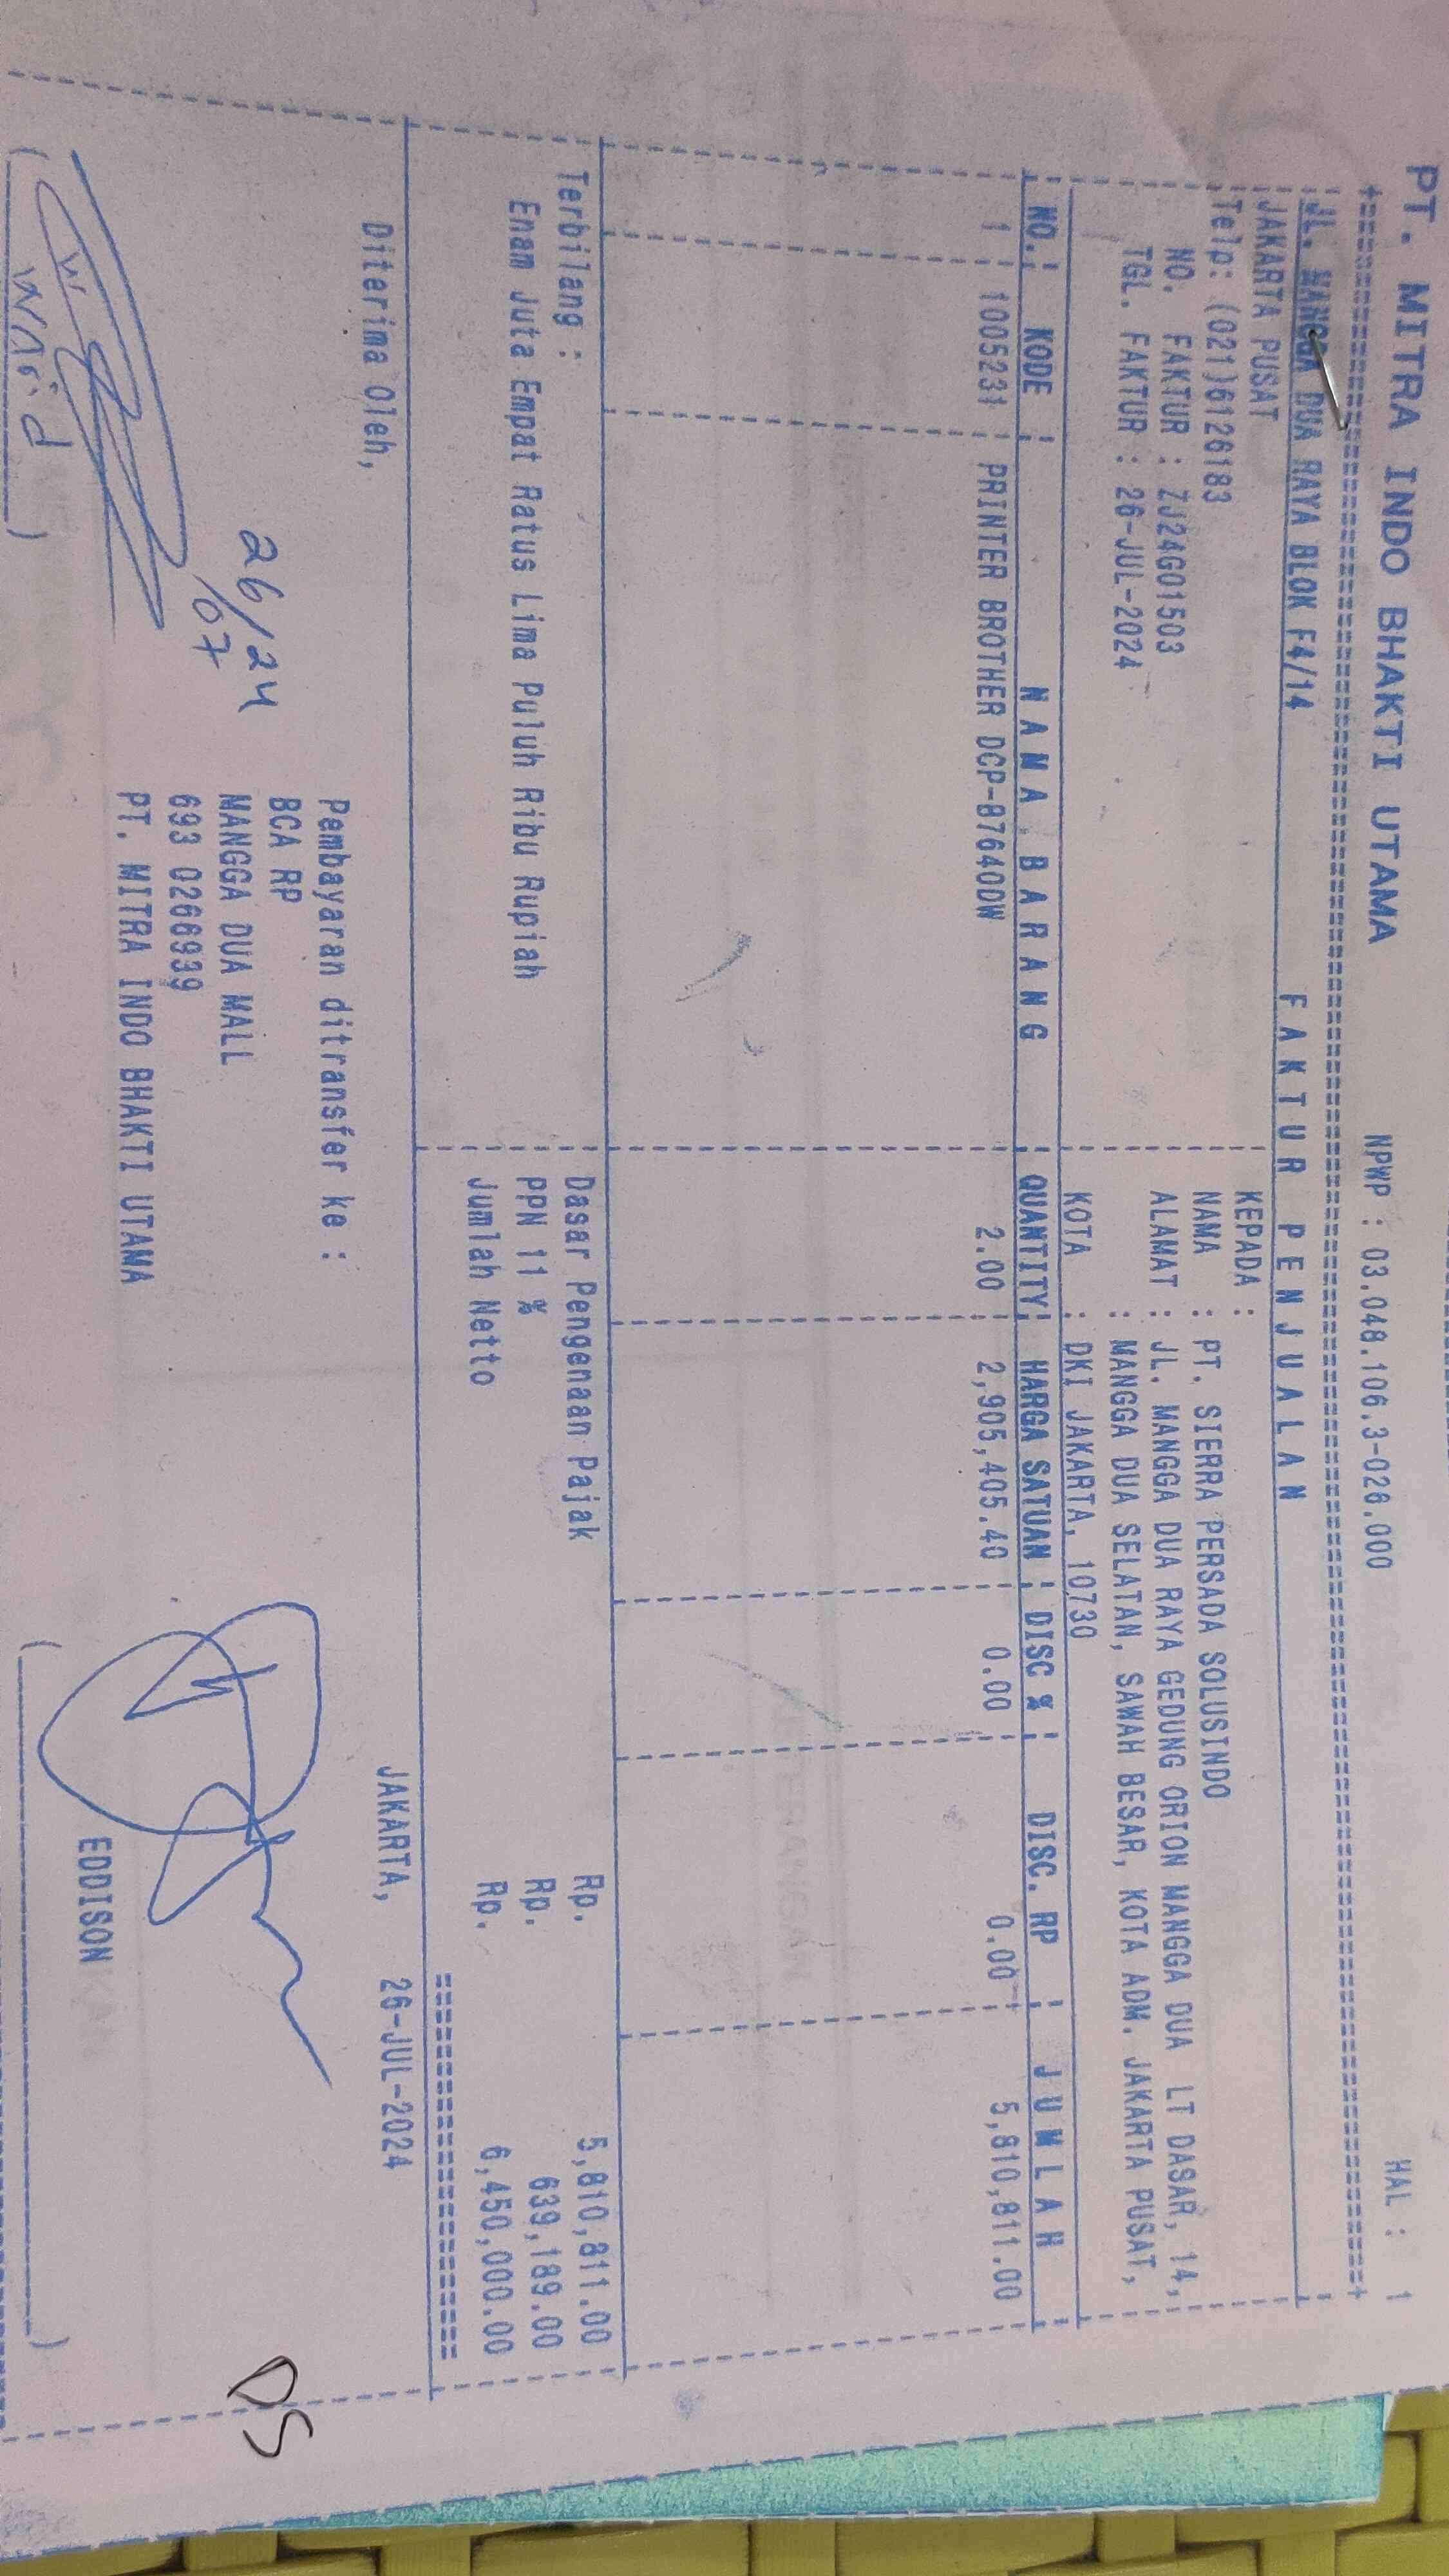 PT. MITRA INDO BHAKTI UTAMA NPWP : 03.048.106.3-026.000 HAL : 1
JL. MANGGA DUA RAYA BLOK F4/14 F A K T U R P E N J U A L A N
JAKARTA PUSAT KEPADA :
Telp: (021)6126183 NAMA : PT. SIERRA PERSADA SOLUSINDO
NO. FAKTUR : ZJ24G01503 ALAMAT : JL. MANGGA DUA RAYA GEDUNG ORION MANGGA DUA LT DASAR, 14,
TGL. FAKTUR : 26-JUL-2024 : MANGGA DUA SELATAN, SAWAH BESAR, KOTA ADM. JAKARTA PUSAT,
KOTA : DKI JAKARTA, 10730
NO. KODE N A M A B A R A N G QUANTITY HARGA SATUAN DISC % DISC. RP J U M L A H
1 1005231 PRINTER BROTHER DCP-B7640DW 2.00 2,905,405.40 0.00 0.00 5,810,811.00
Terbilang : Dasar Pengenaan Pajak Rp. 5,810,811.00
Enam Juta Empat Ratus Lima Puluh Ribu Rupiah PPN 11 % Rp. 639,189.00
Jumlah Netto Rp. 6,450,000.00
Diterima Oleh, JAKARTA, 26-JUL-2024
Pembayaran ditransfer ke :
BCA RP
26/24
07
MANGGA DUA MALL
693 0266939
PT. MITRA INDO BHAKTI UTAMA
DS
EDDISON